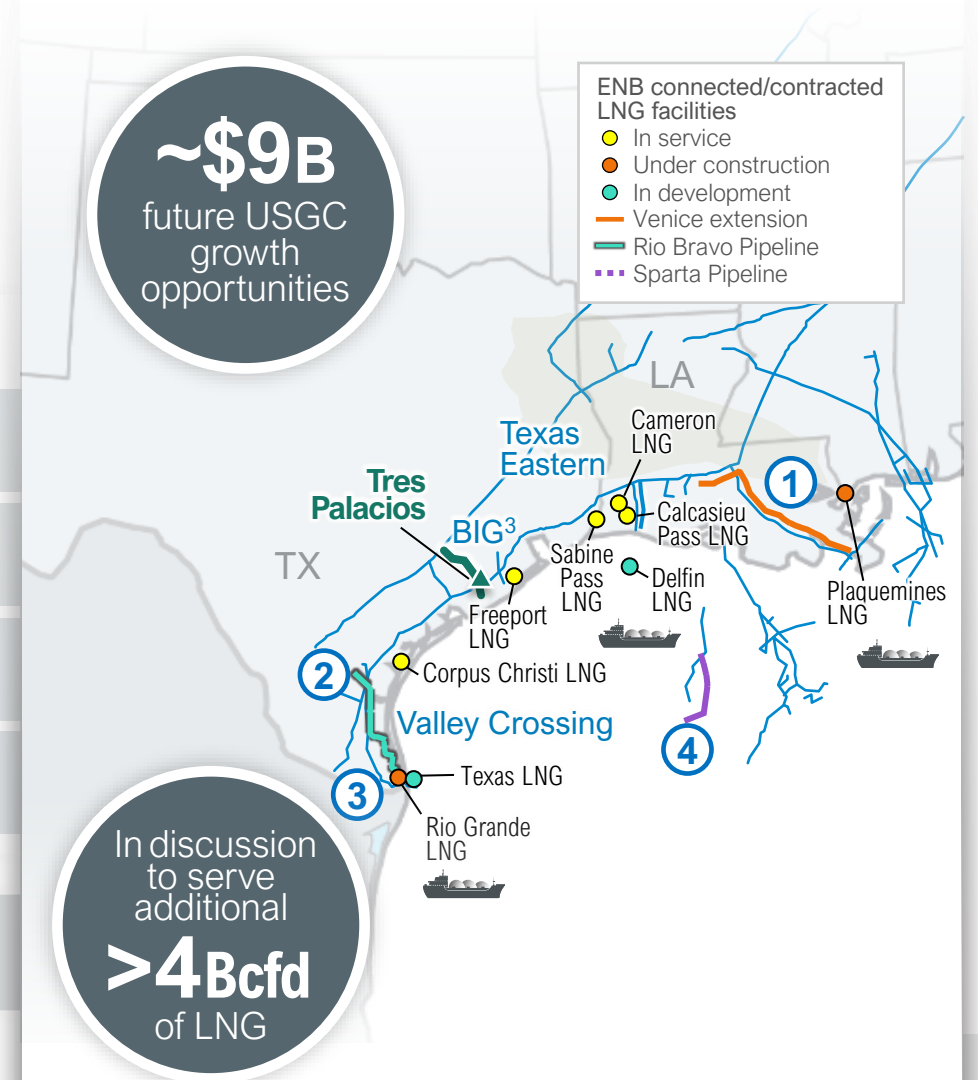 ~$9B
future USGC
growth
opportunities
ENB connected/contracted
LNG facilities
In service
Under construction
In development
Venice extension
Rio Bravo Pipeline
Sparta Pipeline
LA
Cameron
LNG
Texas
Eastern
1
Tres
Palacios
BIG³
Calcasieu
Pass LNG
TX
Sabine
Pass
LNG
Delfin
LNG
Plaquemines
LNG
Freeport
LNG
2
Corpus Christi LNG
Valley Crossing
4
3
Texas LNG
Rio Grande
LNG
In discussion
to serve
additional
>4Bcfd
of LNG